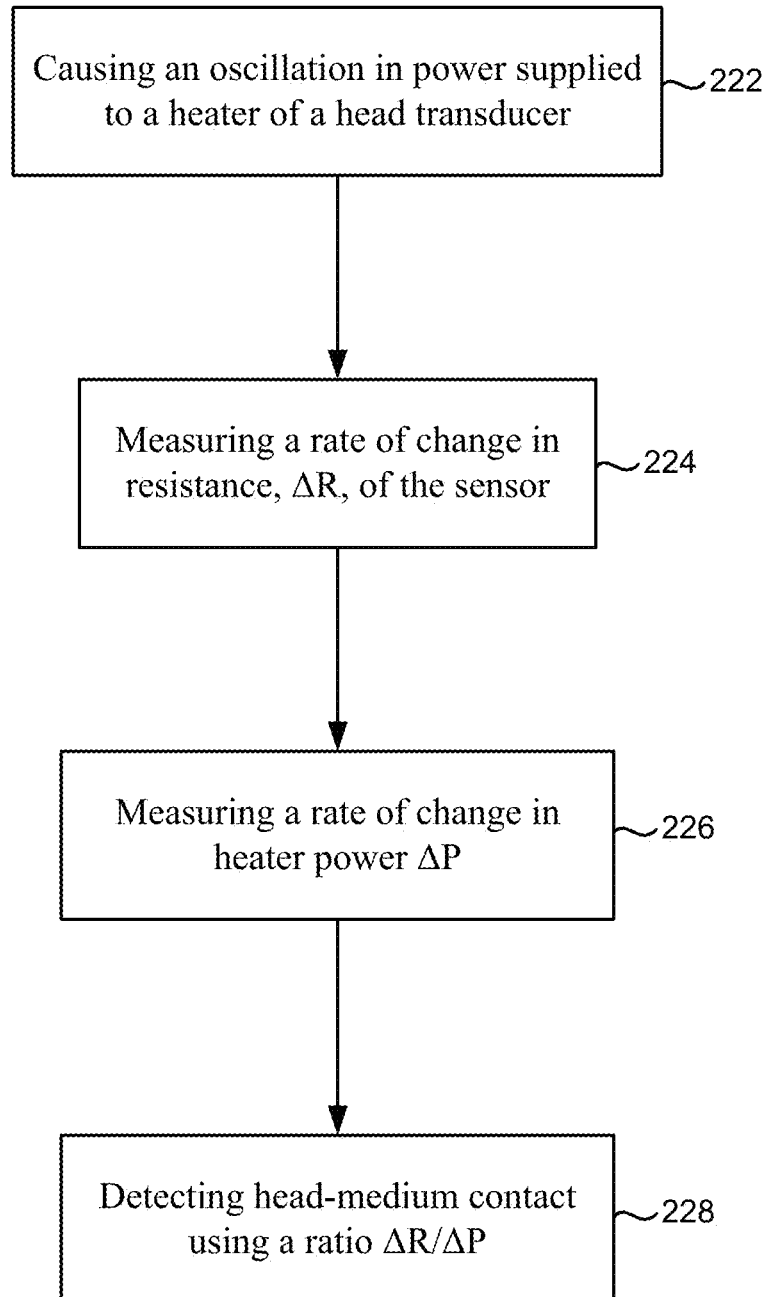 Causing an oscillation in power supplied
to a heater of a head transducer
222
Measuring a rate of change in
resistance, ΔR, of the sensor
224
Measuring a rate of change in
heater power ΔP
226
Detecting head-medium contact
using a ratio ΔR/ΔP
228